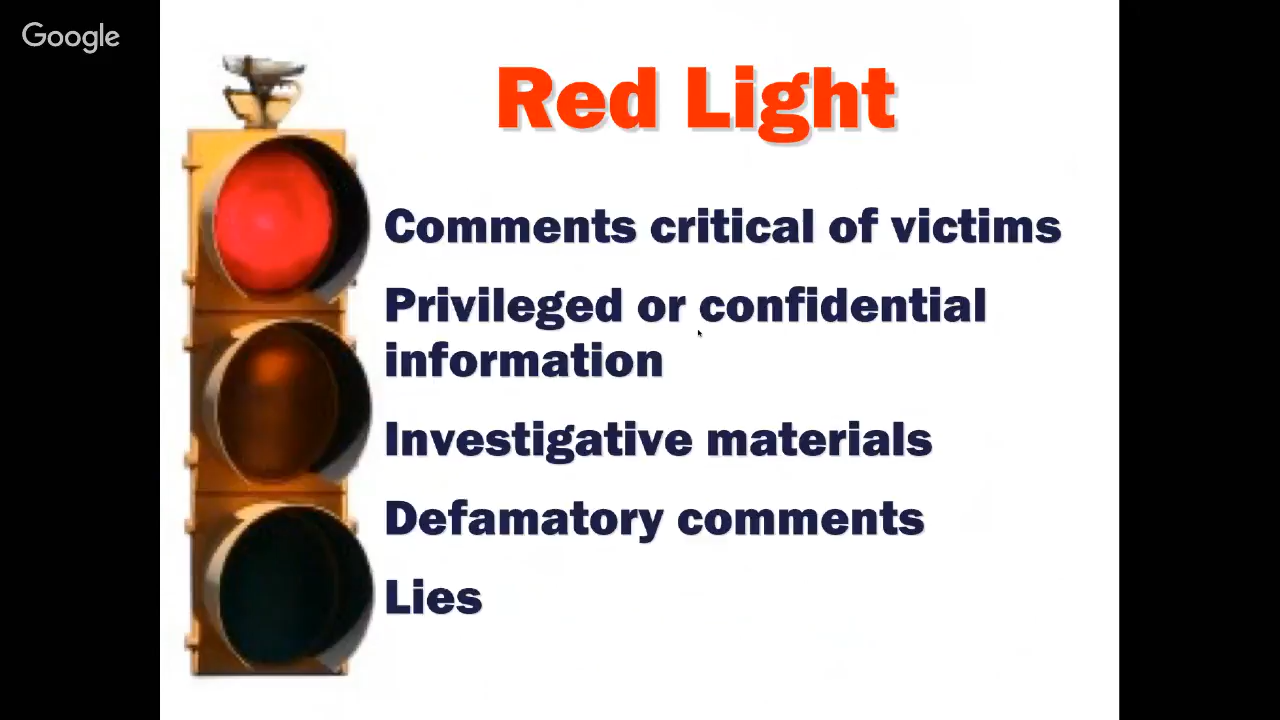 Google
Red Light
Comments critical of victims
Privileged or confidential
information
Investigative materials
Defamatory comments
Lies